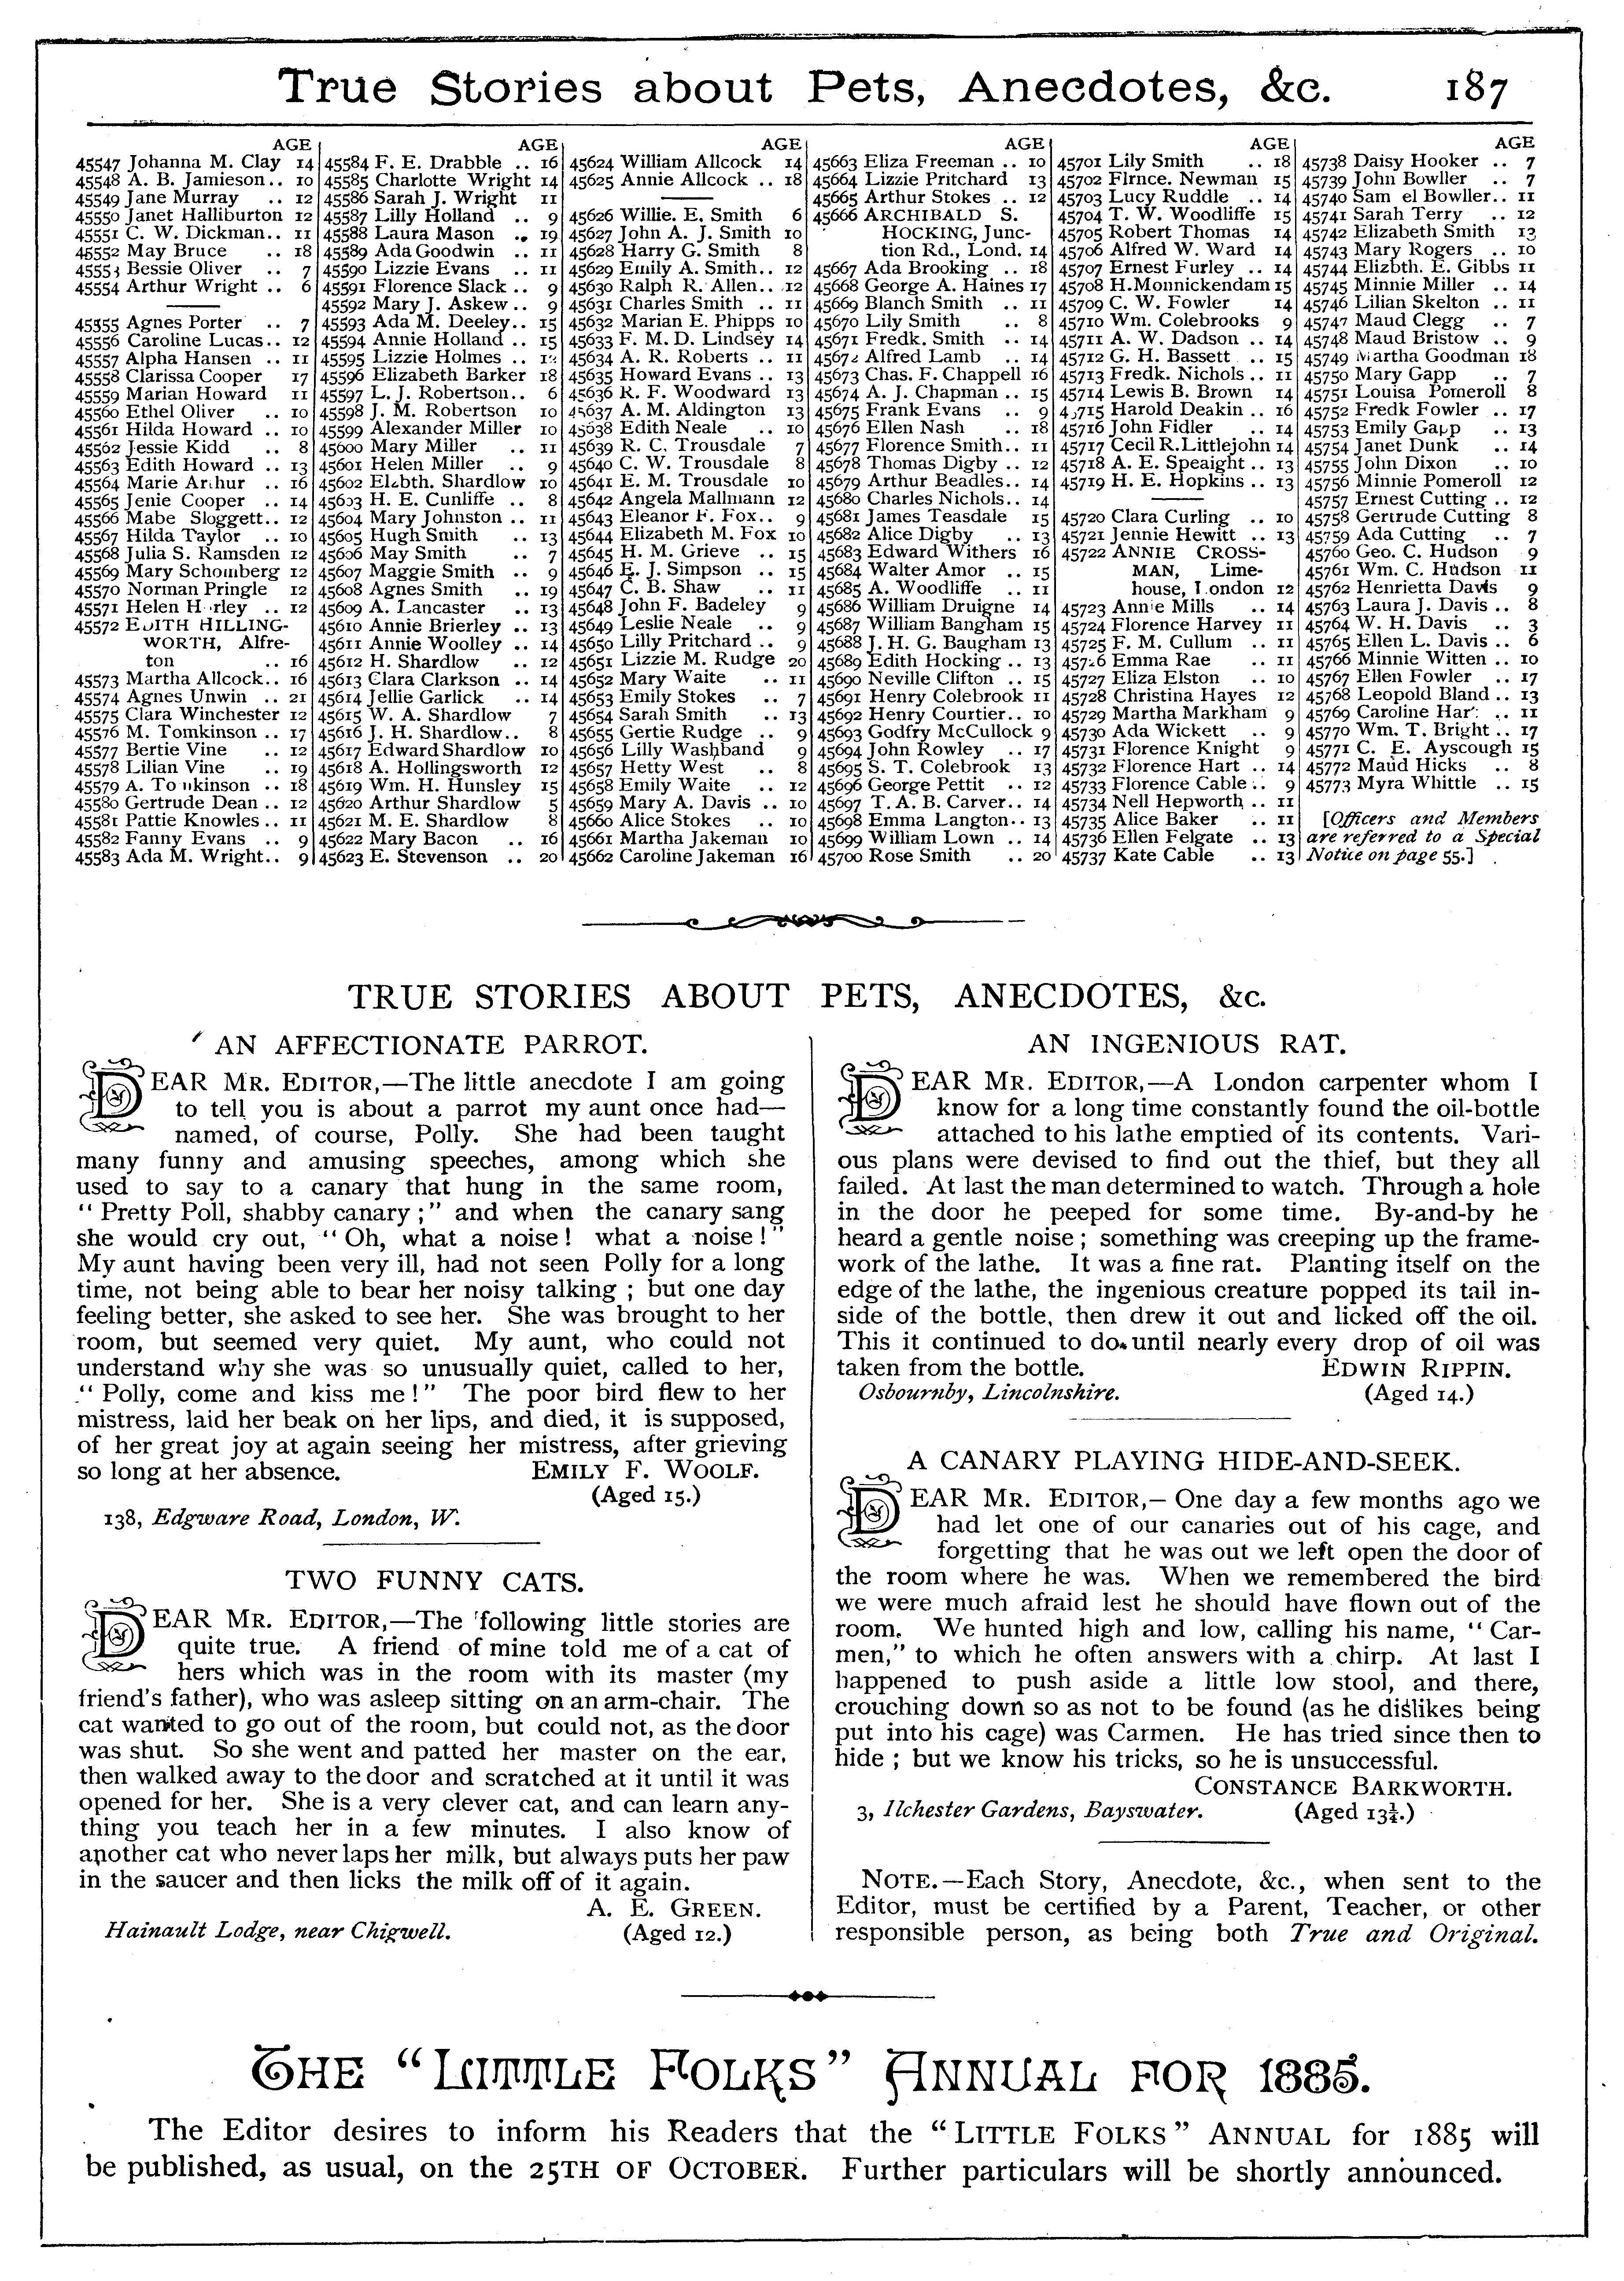 True Stories about Pets, Anecdotes, &c. 187
AGE
45547 Johanna M. Clay 14
45548 A. B. Jamieson.. 10
45549 Jane Murray .. 12
45550 Janet Halliburton 12
45551 C. W. Dickman.. 11
45552 May Bruce .. 18
45553 Bessie Oliver .. 7
45554 Arthur Wright .. 6
45555 Agnes Porter .. 7
45556 Caroline Lucas.. 12
45557 Alpha Hansen .. 11
45558 Clarissa Cooper 17
45559 Marian Howard 11
45560 Ethel Oliver .. 10
45561 Hilda Howard .. 10
45562 Jessie Kidd .. 8
45563 Edith Howard .. 13
45564 Marie Arthur .. 16
45565 Jenie Cooper .. 14
45566 Mabe Sloggett.. 12
45567 Hilda Taylor .. 10
45568 Julia S. Ramsden 12
45569 Mary Schomberg 12
45570 Norman Pringle 12
45571 Helen H rley .. 12
45572 EDITH HILLING-
WORTH, Alfre-
ton .. 16
45573 Martha Allcock.. 16
45574 Agnes Unwin .. 21
45575 Clara Winchester 12
45576 M. Tomkinson .. 17
45577 Bertie Vine .. 12
45578 Lilian Vine .. 19
45579 A. Tomkinson .. 18
45580 Gertrude Dean .. 12
45581 Pattie Knowles .. 11
45582 Fanny Evans .. 9
45583 Ada M. Wright.. 9
AGE
45584 F. E. Drabble .. 16
45585 Charlotte Wright 14
45586 Sarah J. Wright 11
45587 Lilly Holland .. 9
45588 Laura Mason .. 19
45589 Ada Goodwin .. 11
45590 Lizzie Evans .. 11
45591 Florence Slack .. 9
45592 Mary J. Askew .. 9
45593 Ada M. Deeley.. 15
45594 Annie Holland .. 15
45595 Lizzie Holmes .. 12
45596 Elizabeth Barker 18
45597 L. J. Robertson.. 6
45598 J. M. Robertson 10
45599 Alexander Miller 10
45600 Mary Miller .. 11
45601 Helen Miller .. 9
45602 Elzbth. Shardlow 10
45603 H. E. Cunliffe .. 8
45604 Mary Johnston .. 11
45605 Hugh Smith .. 13
45606 May Smith .. 7
45607 Maggie Smith .. 9
45608 Agnes Smith .. 19
45609 A. Lancaster .. 13
45610 Annie Brierley .. 13
45611 Annie Woolley .. 14
45612 H. Shardlow .. 12
45613 Clara Clarkson .. 14
45614 Jellie Garlick .. 14
45615 W. A. Shardlow 7
45616 J. H. Shardlow.. 8
45617 Edward Shardlow 10
45618 A. Hollingsworth 12
45619 Wm. H. Hunsley 15
45620 Arthur Shardlow 5
45621 M. E. Shardlow 8
45622 Mary Bacon .. 16
45623 E. Stevenson .. 20
AGE
45624 William Allcock 14
45625 Annie Allcock .. 18
45626 Willie. E. Smith 6
45627 John A. J. Smith 10
45628 Harry G. Smith 8
45629 Emily A. Smith.. 12
45630 Ralph R. Allen.. 12
45631 Charles Smith .. 11
45632 Marian E. Phipps 10
45633 F. M. D. Lindsey 14
45634 A. R. Roberts .. 11
45635 Howard Evans .. 13
45636 R. F. Woodward 13
45637 A. M. Aldington 13
45638 Edith Neale .. 10
45639 R. C. Trousdale 7
45640 C. W. Trousdale 8
45641 E. M. Trousdale 10
45642 Angela Mallmann 12
45643 Eleanor F. Fox.. 9
45644 Elizabeth M. Fox 10
45645 H. M. Grieve .. 15
45646 E. J. Simpson .. 15
45647 C. B. Shaw .. 11
45648 John F. Badeley 9
45649 Leslie Neale .. 9
45650 Lilly Pritchard .. 9
45651 Lizzie M. Rudge 20
45652 Mary Waite .. 11
45653 Emily Stokes .. 7
45654 Sarah Smith .. 13
45655 Gertie Rudge .. 9
45656 Lilly Washband 9
45657 Hetty West .. 8
45658 Emily Waite .. 12
45659 Mary A. Davis .. 10
45660 Alice Stokes .. 10
45661 Martha Jakeman 10
45662 Caroline Jakeman 16
AGE
45663 Eliza Freeman .. 10
45664 Lizzie Pritchard 13
45665 Arthur Stokes .. 12
45666 ARCHIBALD S.
HOCKING, Junc-
tion Rd., Lond. 14
45667 Ada Brooking .. 18
45668 George A. Haines 17
45669 Blanch Smith .. 11
45670 Lily Smith .. 8
45671 Fredk. Smith .. 14
45672 Alfred Lamb .. 14
45673 Chas. F. Chappell 16
45674 A. J. Chapman .. 15
45675 Frank Evans .. 9
45676 Ellen Nash .. 18
45677 Florence Smith.. 11
45678 Thomas Digby .. 12
45679 Arthur Beadles.. 14
45680 Charles Nichols.. 14
45681 James Teasdale 15
45682 Alice Digby .. 13
45683 Edward Withers 16
45684 Walter Amor .. 15
45685 A. Woodliffe .. 11
45686 William Druigne 14
45687 William Bangham 15
45688 J. H. G. Baugham 13
45689 Edith Hocking .. 13
45690 Neville Clifton .. 15
45691 Henry Colebrook 11
45692 Henry Courtier.. 10
45693 Godfry McCullock 9
45694 John Rowley .. 17
45695 S. T. Colebrook 13
45696 George Pettit .. 12
45697 T. A. B. Carver.. 14
45698 Emma Langton.. 13
45699 William Lown .. 14
45700 Rose Smith .. 20
AGE
45701 Lily Smith .. 18
45702 Flrnce. Newman 15
45703 Lucy Ruddle .. 14
45704 T. W. Woodliffe 15
45705 Robert Thomas 14
45706 Alfred W. Ward 14
45707 Ernest Furley .. 14
45708 H. Monnickendam 15
45709 C. W. Fowler 14
45710 Wm. Colebrooks 9
45711 A. W. Dadson .. 14
45712 G. H. Bassett .. 15
45713 Fredk. Nichols .. 11
45714 Lewis B. Brown 14
45715 Harold Deakin .. 16
45716 John Fidler .. 14
45717 Cecil R. Littlejohn 14
45718 A. E. Speaight .. 13
45719 H. E. Hopkins .. 13
45720 Clara Curling .. 10
45721 Jennie Hewitt .. 13
45722 ANNIE CROSS-
MAN, Lime-
house, London 12
45723 Annie Mills .. 14
45724 Florence Harvey 11
45725 F. M. Cullum .. 11
45726 Emma Rae .. 11
45727 Eliza Elston .. 10
45728 Christina Hayes 12
45729 Martha Markham 9
45730 Ada Wickett .. 9
45731 Florence Knight 9
45732 Florence Hart .. 14
45733 Florence Cable .. 9
45734 Nell Hepworth .. 11
45735 Alice Baker .. 11
45736 Ellen Felgate .. 13
45737 Kate Cable .. 13
AGE
45738 Daisy Hooker .. 7
45739 John Bowller .. 7
45740 Sam el Bowller.. 11
45741 Sarah Terry .. 12
45742 Elizabeth Smith 13
45743 Mary Rogers .. 10
45744 Elizbth. E. Gibbs 11
45745 Minnie Miller .. 14
45746 Lilian Skelton .. 11
45747 Maud Clegg .. 7
45748 Maud Bristow .. 9
45749 Martha Goodman 18
45750 Mary Gapp .. 7
45751 Louisa Pomeroll 8
45752 Fredk Fowler .. 17
45753 Emily Gapp .. 13
45754 Janet Dunk .. 14
45755 John Dixon .. 10
45756 Minnie Pomeroll 12
45757 Ernest Cutting .. 12
45758 Gertrude Cutting 8
45759 Ada Cutting .. 7
45760 Geo. C. Hudson 9
45761 Wm. C. Hudson 11
45762 Henrietta Davis 9
45763 Laura J. Davis .. 8
45764 W. H. Davis .. 3
45765 Ellen L. Davis .. 6
45766 Minnie Witten .. 10
45767 Ellen Fowler .. 17
45768 Leopold Bland .. 13
45769 Caroline Har .. 11
45770 Wm. T. Bright .. 17
45771 C. E. Ayscough 15
45772 Maud Hicks .. 8
45773 Myra Whittle .. 15
[Officers and Members
are referred to a Special
Notice on page 55.]
TRUE STORIES ABOUT PETS, ANECDOTES, &c.
AN AFFECTIONATE PARROT.
DEAR MR. EDITOR,—The little anecdote I am going
to tell you is about a parrot my aunt once had—
named, of course, Polly. She had been taught
many funny and amusing speeches, among which she
used to say to a canary that hung in the same room,
"Pretty Poll, shabby canary;" and when the canary sang
she would cry out, "Oh, what a noise! what a noise!"
My aunt having been very ill, had not seen Polly for a long
time, not being able to bear her noisy talking; but one day
feeling better, she asked to see her. She was brought to her
room, but seemed very quiet. My aunt, who could not
understand why she was so unusually quiet, called to her,
"Polly, come and kiss me!" The poor bird flew to her
mistress, laid her beak on her lips, and died, it is supposed,
of her great joy at again seeing her mistress, after grieving
so long at her absence. EMILY F. WOOLF.
(Aged 15.)
138, Edgware Road, London, W.
TWO FUNNY CATS.
DEAR MR. EDITOR,—The following little stories are
quite true. A friend of mine told me of a cat of
hers which was in the room with its master (my
friend's father), who was asleep sitting on an arm-chair. The
cat wanted to go out of the room, but could not, as the door
was shut. So she went and patted her master on the ear,
then walked away to the door and scratched at it until it was
opened for her. She is a very clever cat, and can learn any-
thing you teach her in a few minutes. I also know of
another cat who never laps her milk, but always puts her paw
in the saucer and then licks the milk off of it again.
A. E. GREEN.
Hainault Lodge, near Chigwell. (Aged 12.)
AN INGENIOUS RAT.
DEAR MR. EDITOR,—A London carpenter whom I
know for a long time constantly found the oil-bottle
attached to his lathe emptied of its contents. Vari-
ous plans were devised to find out the thief, but they all
failed. At last the man determined to watch. Through a hole
in the door he peeped for some time. By-and-by he
heard a gentle noise; something was creeping up the frame-
work of the lathe. It was a fine rat. Planting itself on the
edge of the lathe, the ingenious creature popped its tail in-
side of the bottle, then drew it out and licked off the oil.
This it continued to do until nearly every drop of oil was
taken from the bottle. EDWIN RIPPIN.
Osbournby, Lincolnshire. (Aged 14.)
A CANARY PLAYING HIDE-AND-SEEK.
DEAR MR. EDITOR,— One day a few months ago we
had let one of our canaries out of his cage, and
forgetting that he was out we left open the door of
the room where he was. When we remembered the bird
we were much afraid lest he should have flown out of the
room. We hunted high and low, calling his name, "Car-
men," to which he often answers with a chirp. At last I
happened to push aside a little low stool, and there,
crouching down so as not to be found (as he dislikes being
put into his cage) was Carmen. He has tried since then to
hide; but we know his tricks, so he is unsuccessful.
CONSTANCE BARKWORTH.
3, Ilchester Gardens, Bayswater. (Aged 13¼.)
NOTE.—Each Story, Anecdote, &c., when sent to the
Editor, must be certified by a Parent, Teacher, or other
responsible person, as being both True and Original.
THE "LITTLE FOLKS" ANNUAL FOR 1885.
The Editor desires to inform his Readers that the "LITTLE FOLKS" ANNUAL for 1885 will
be published, as usual, on the 25TH OF OCTOBER. Further particulars will be shortly announced.